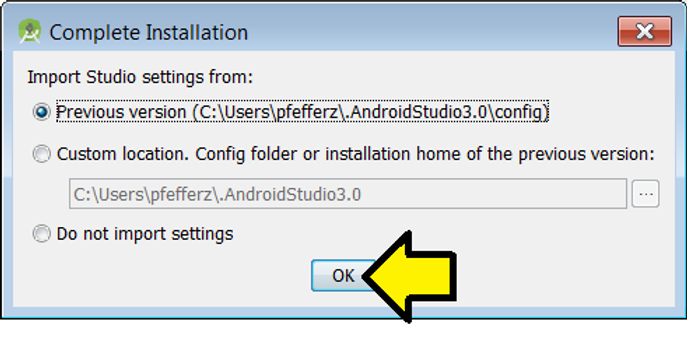 Complete Installation
Import Studio settings from:
Previous version (C:\Users\pfefferz\.AndroidStudio3.0\config)
Custom location. Config folder or installation home of the previous version:
C:\Users\pfefferz\.AndroidStudio3.0
...
Do not import settings
OK